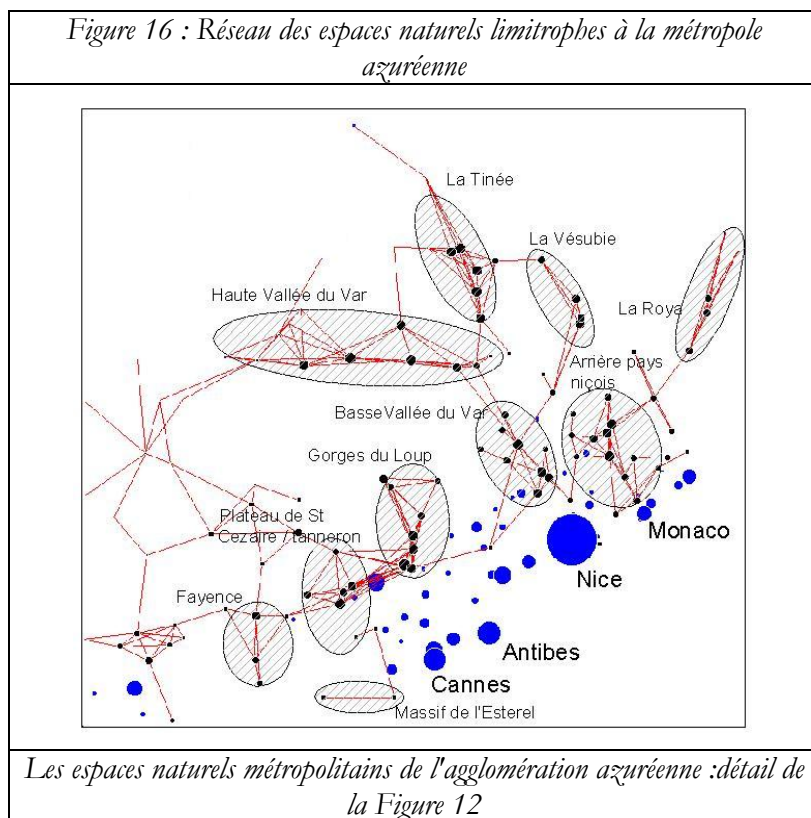 Figure 16 : Réseau des espaces naturels limitrophes à la métropole
azuréenne
La Tinée
La Vésubie
Haute Vallée du Var
La Roya
Arrière pays
niçois
BasseVallée du Var
Gorges du Loup
Plateau de St
Cezaire / tanneron
Monaco
Nice
Fayence
Antibes
Cannes
Massif de l'Esterel
Les espaces naturels métropolitains de l'agglomération azuréenne :détail de
la Figure 12